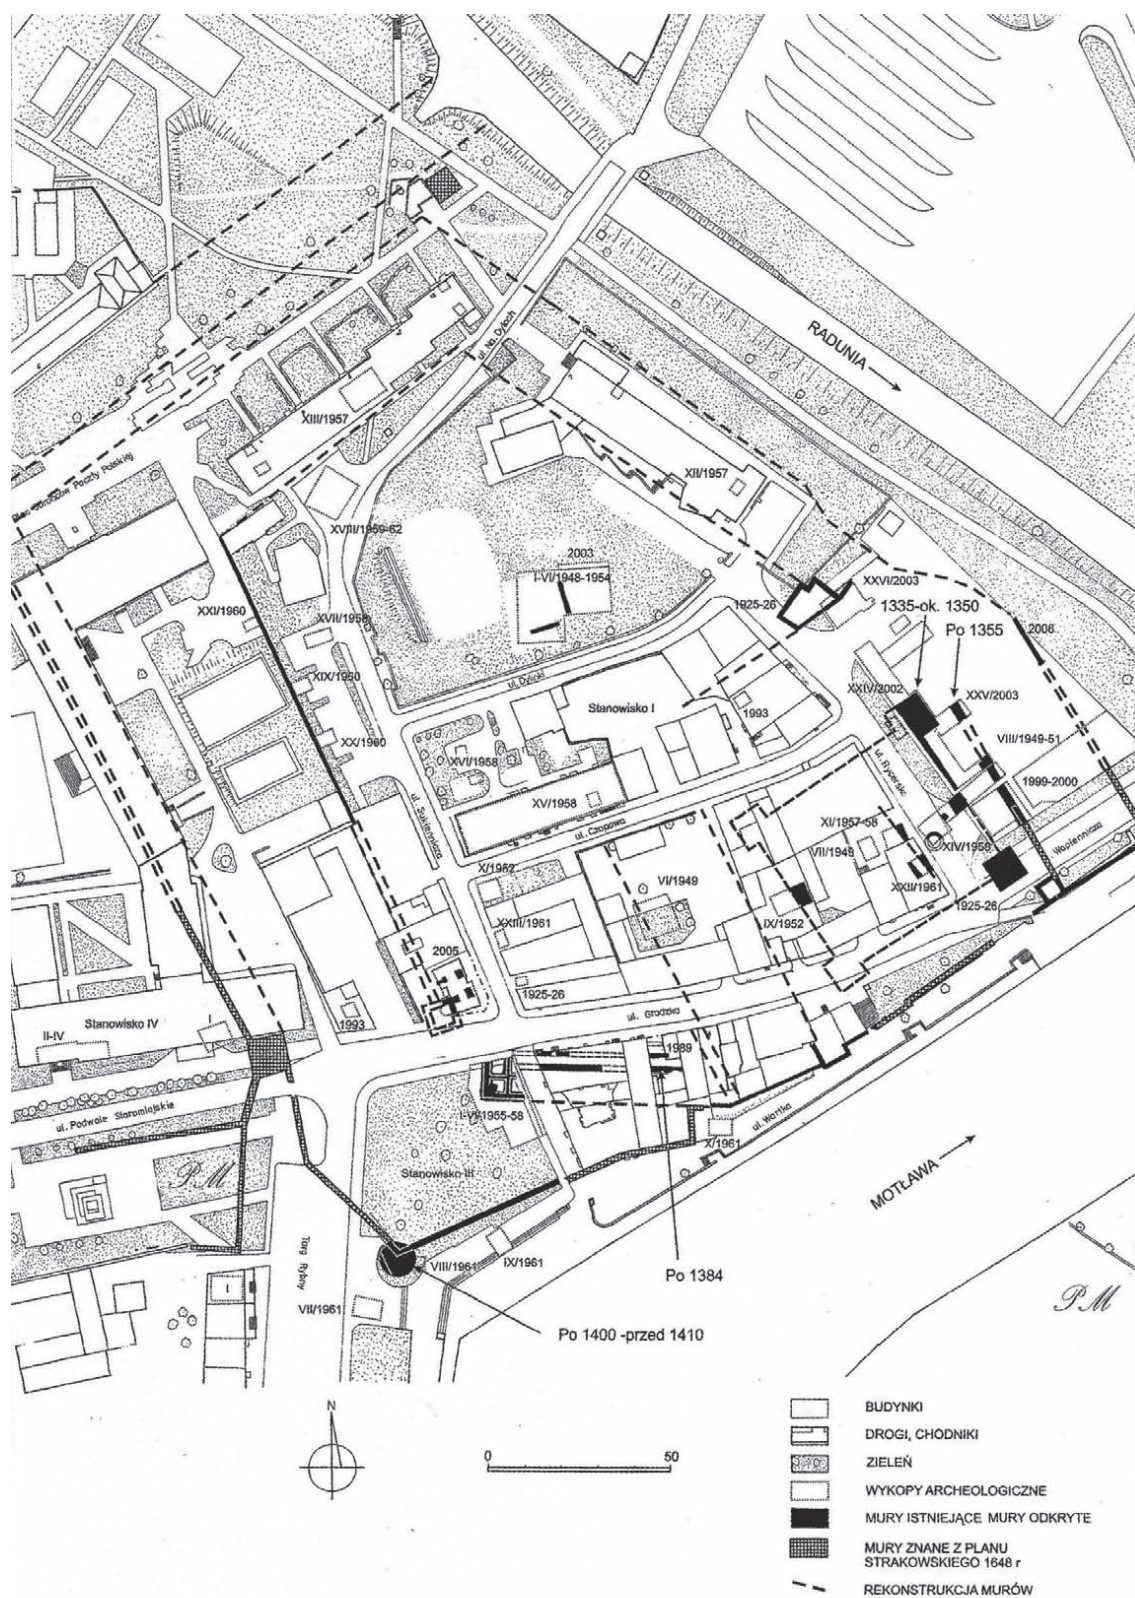 RADUNIA
ul. Na Dylach
XIII/1957
XII/1957
XVIII/1959-62
2003
I-VI/1948-1954
XXVI/2003
1925-26
1335-ok. 1350
Po 1355
2006
XXI/1960
XVII/1958
XIX/1960
XX/1960
ul. Dylinki
Stanowisko I
1993
XXIV/2002
XXV/2003
VIII/1949-51
1999-2000
XVI/1958
XV/1958
ul. Sukiennicza
ul. Czopowa
ul. Rycerska
XI/1957-58
VII/1949
XIV/1958
Wapiennicza
X/1952
VI/1949
XXII/1961
XXIII/1961
IX/1952
1925-26
2005
1925-26
ul. Grodzka
1993
Stanowisko IV
I
II-IV
1989
ul. Podwale Staromiejskie
I-VI/1955-58
X/1961
ul. Wartka
Stanowisko III
P M
MOTŁAWA
Targ Rybny
VIII/1961
IX/1961
Po 1384
I
VII/1961
Po 1400 -przed 1410
P M
N
0 50
BUDYNKI
DROGI, CHODNIKI
ZIELEŃ
WYKOPY ARCHEOLOGICZNE
MURY ISTNIEJĄCE MURY ODKRYTE
MURY ZNANE Z PLANU
STRAKOWSKIEGO 1648 r
REKONSTRUKCJA MURÓW